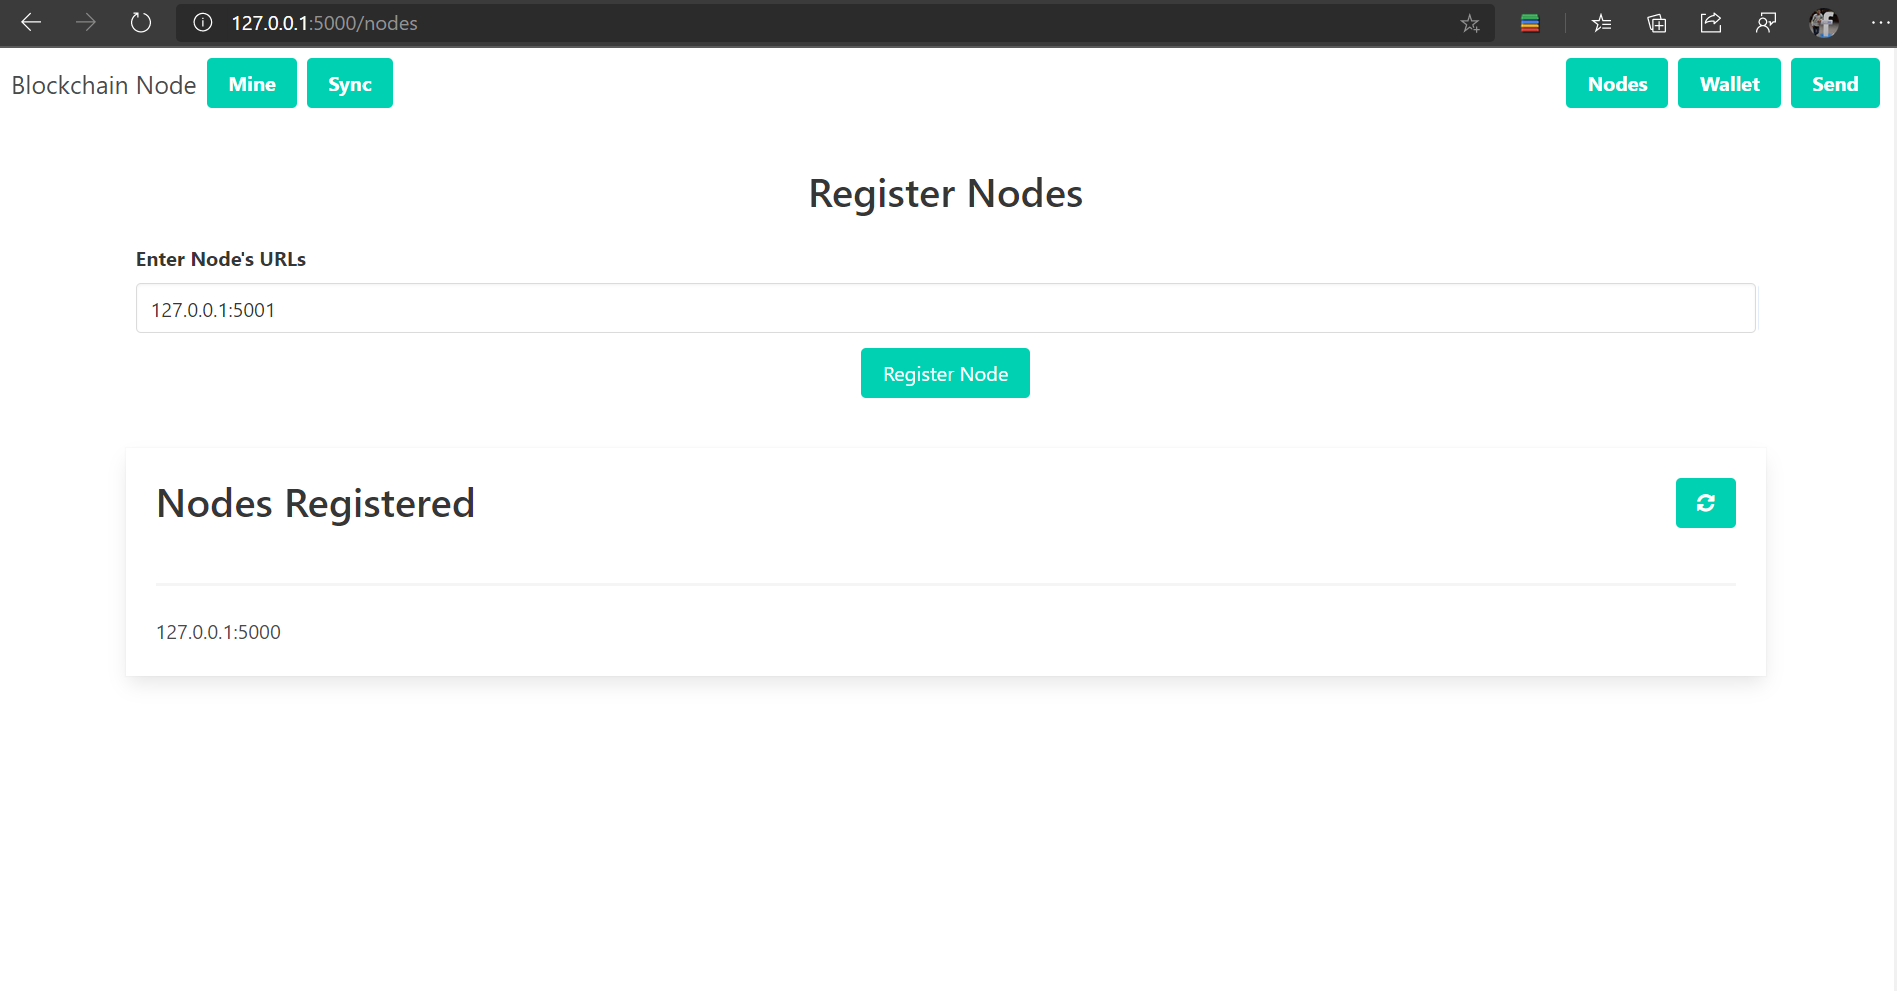 127.0.0.1:5000/nodes
Blockchain Node Mine Sync Nodes Wallet Send
Register Nodes
Enter Node's URLs
127.0.0.1:5001
Register Node
Nodes Registered
127.0.0.1:5000